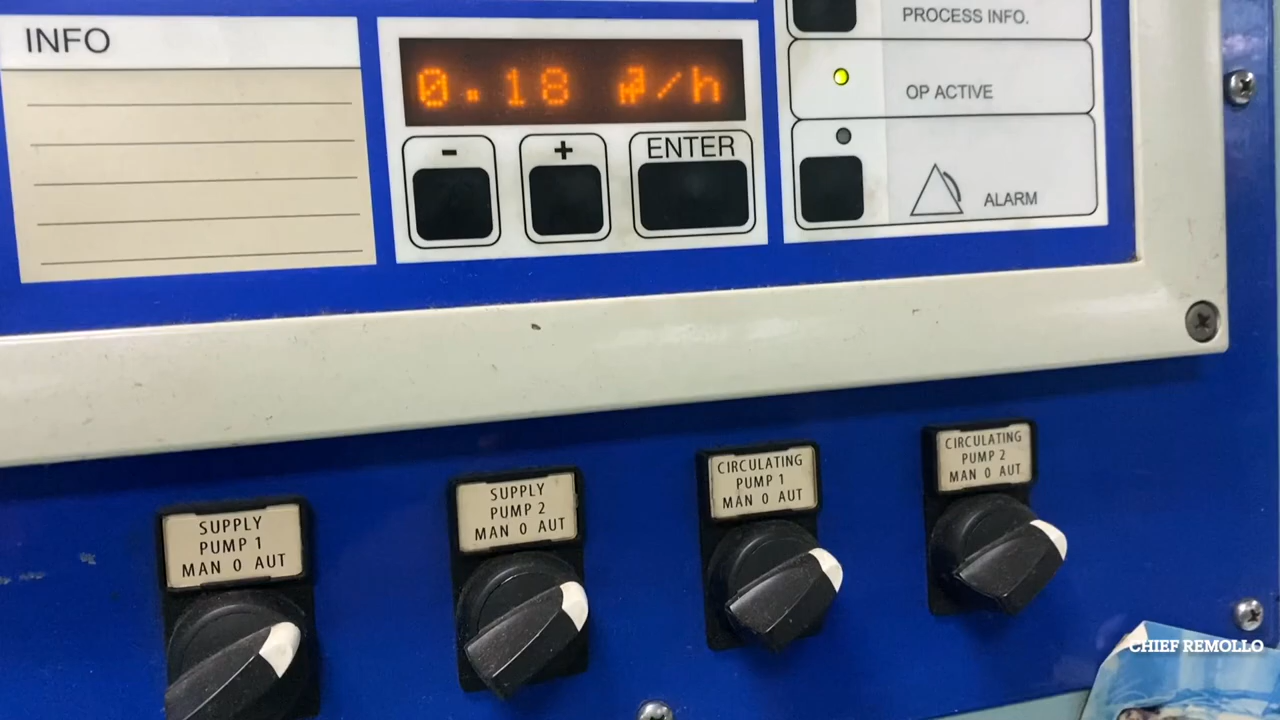 INFO
0.18 m³/h
-
+
ENTER
PROCESS INFO.
OP ACTIVE
ALARM
SUPPLY
PUMP 1
MAN 0 AUT
SUPPLY
PUMP 2
MAN 0 AUT
CIRCULATING
PUMP 1
MAN 0 AUT
CIRCULATING
PUMP 2
MAN 0 AUT
CHIEF REMOLLO